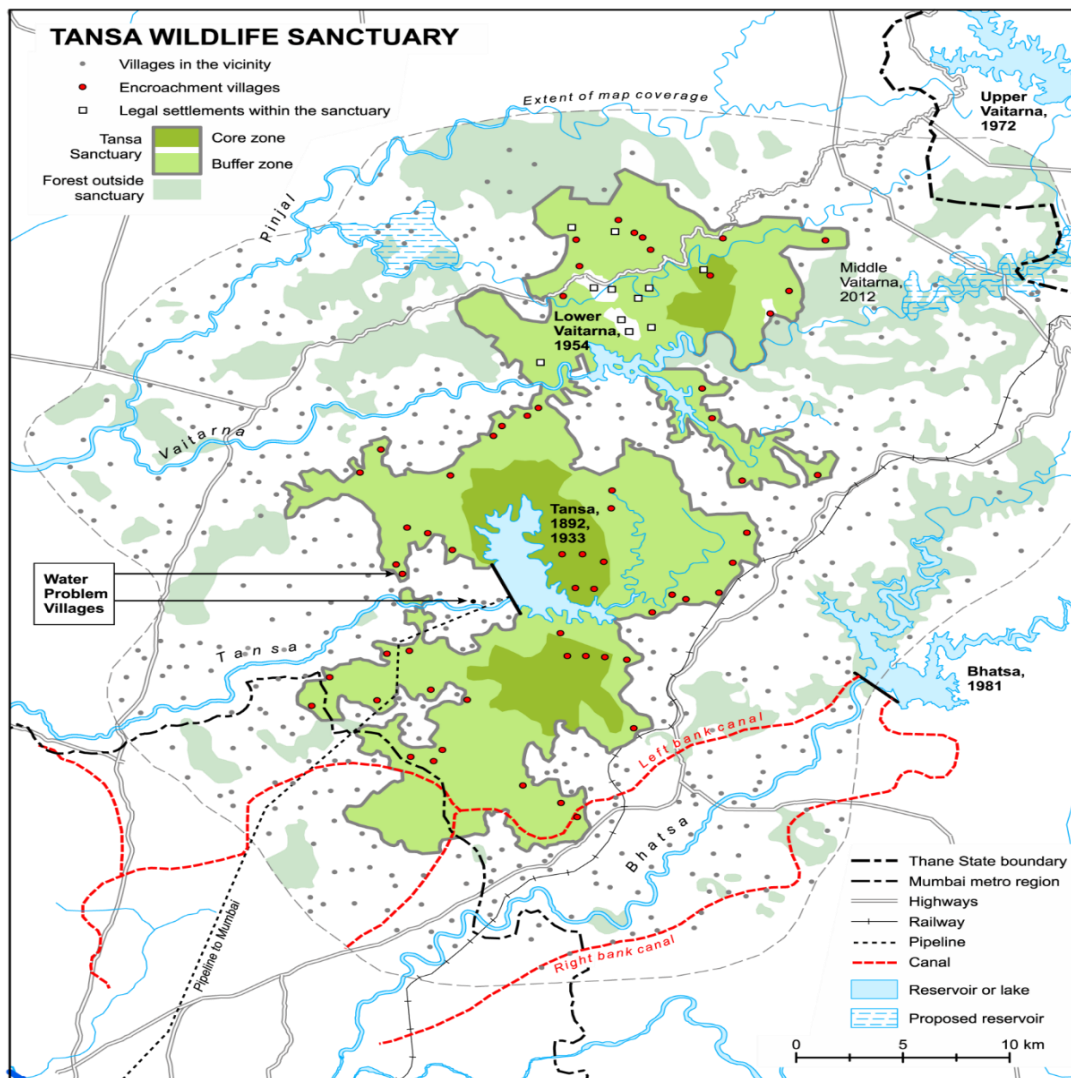 TANSA WILDLIFE SANCTUARY
Villages in the vicinity
Encroachment villages
Legal settlements within the sanctuary
Tansa
Sanctuary
Core zone
Buffer zone
Forest outside
sanctuary
Extent of map coverage
Upper
Vaitarna,
1972
Pinjal
Middle
Vaitarna,
2012
Lower
Vaitarna,
1954
Vaitarna
Tansa,
1892,
1933
Water
Problem
Villages
Tansa
Bhatsa,
1981
Left bank canal
Bhatsa
Right bank canal
Pipeline to Mumbai
Thane State boundary
Mumbai metro region
Highways
Railway
Pipeline
Canal
Reservoir or lake
Proposed reservoir
0 5 10 km